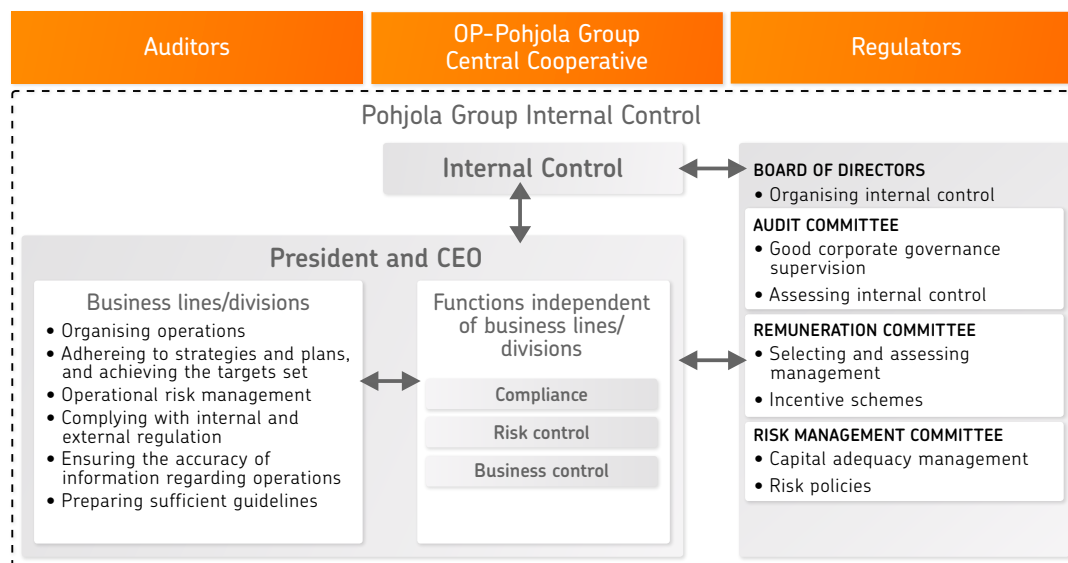 Auditors
OP-Pohjola Group
Central Cooperative
Regulators
Pohjola Group Internal Control
Internal Control
President and CEO
Business lines/divisions
• Organising operations
• Adhereing to strategies and plans,
and achieving the targets set
• Operational risk management
• Complying with internal and
external regulation
• Ensuring the accuracy of
information regarding operations
• Preparing sufficient guidelines
Functions independent
of business lines/
divisions
Compliance
Risk control
Business control
BOARD OF DIRECTORS
• Organising internal control
AUDIT COMMITTEE
• Good corporate governance
supervision
• Assessing internal control
REMUNERATION COMMITTEE
• Selecting and assessing
management
• Incentive schemes
RISK MANAGEMENT COMMITTEE
• Capital adequacy management
• Risk policies